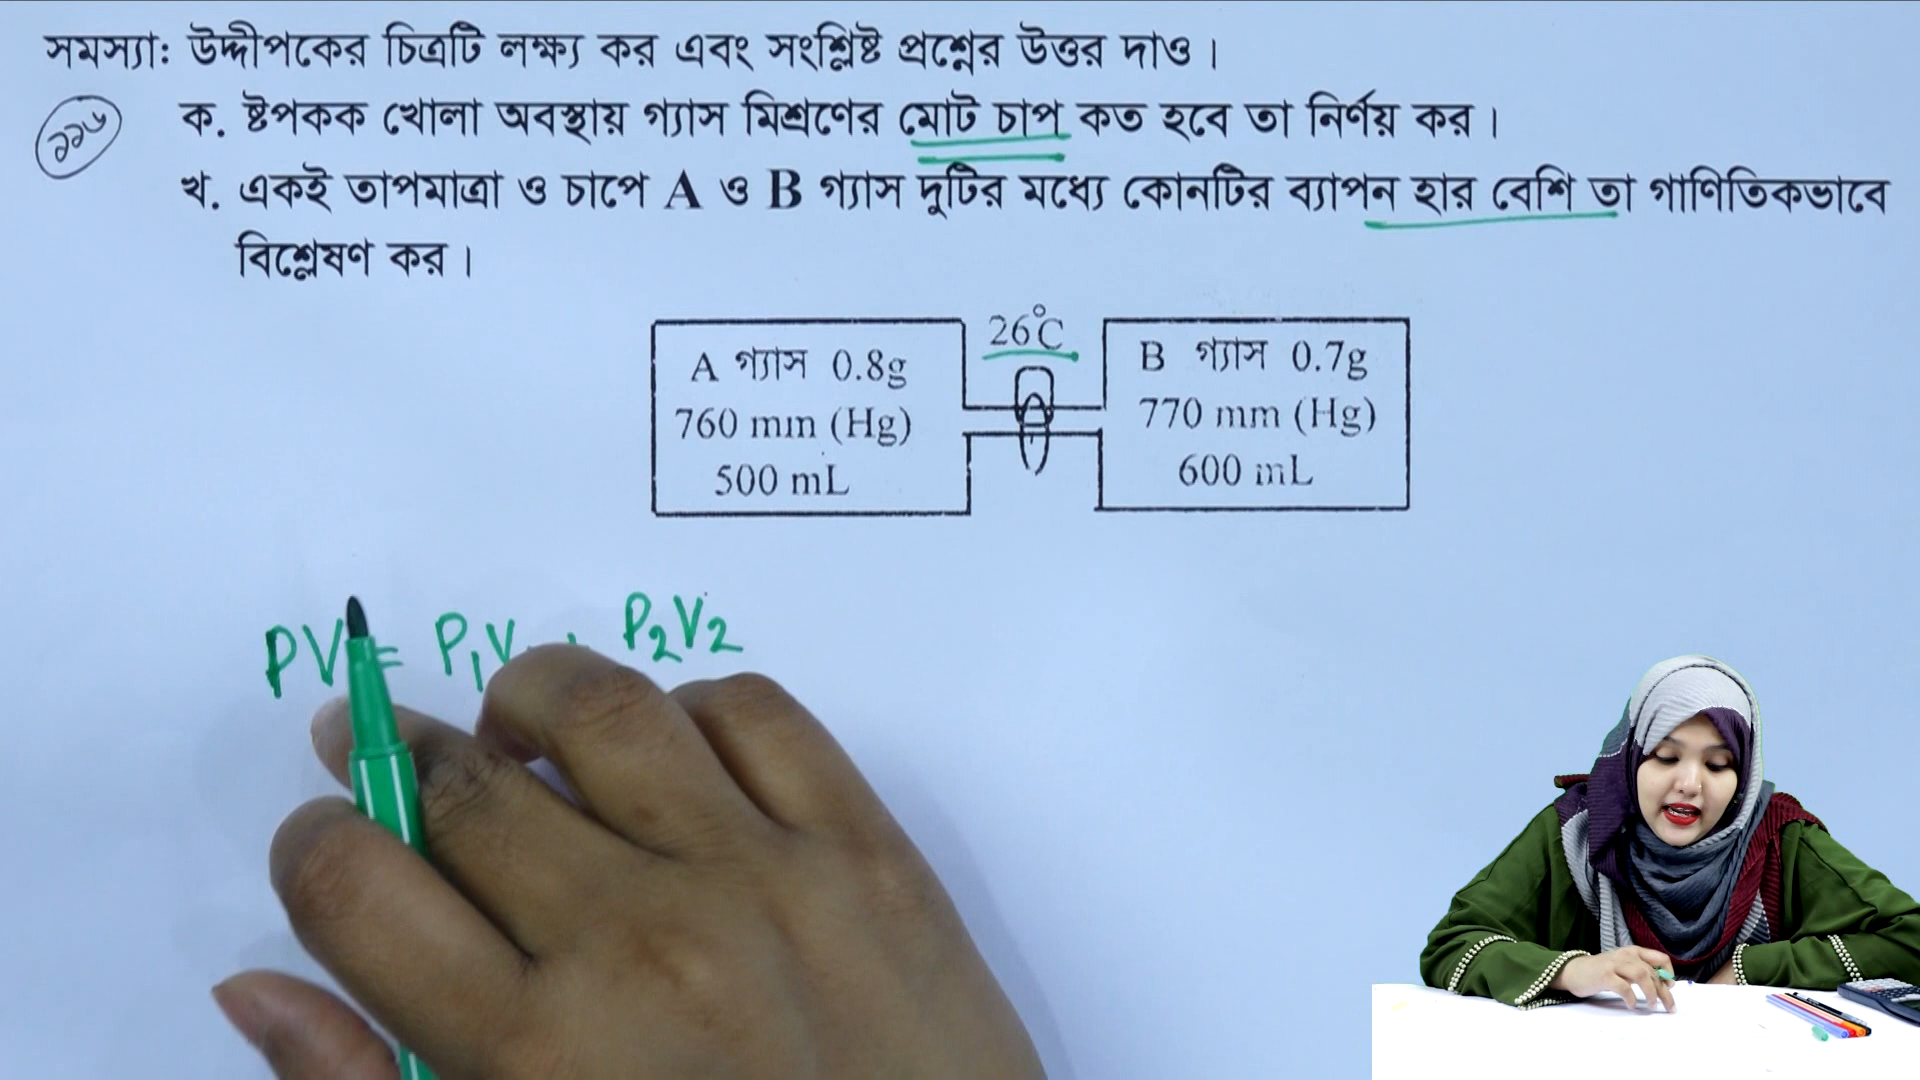 সমস্যা: উদ্দীপকের চিত্রটি লক্ষ্য কর এবং সংশ্লিষ্ট প্রশ্নের উত্তর দাও।
ক. ষ্টপকক খোলা অবস্থায় গ্যাস মিশ্রণের মোট চাপ কত হবে তা নির্ণয় কর।
খ. একই তাপমাত্রা ও চাপে A ও B গ্যাস দুটির মধ্যে কোনটির ব্যাপন হার বেশি তা গাণিতিকভাবে
বিশ্লেষণ কর।
26°C
A গ্যাস 0.8g
760 mm (Hg)
500 mL
B গ্যাস 0.7g
770 mm (Hg)
600 mL
PV = P₁V P₂V₂